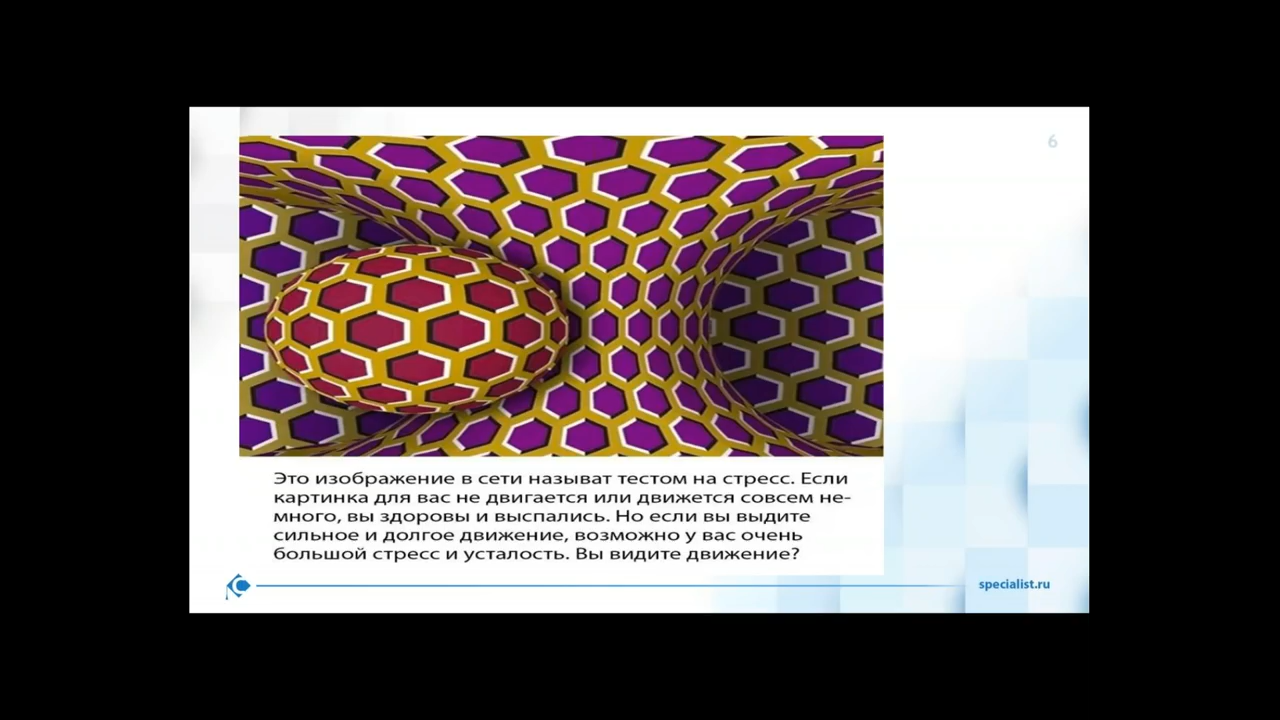 6
Это изображение в сети называт тестом на стресс. Если
картинка для вас не двигается или движется совсем не-
много, вы здоровы и выспались. Но если вы выдите
сильное и долгое движение, возможно у вас очень
большой стресс и усталость. Вы видите движение?
specialist.ru